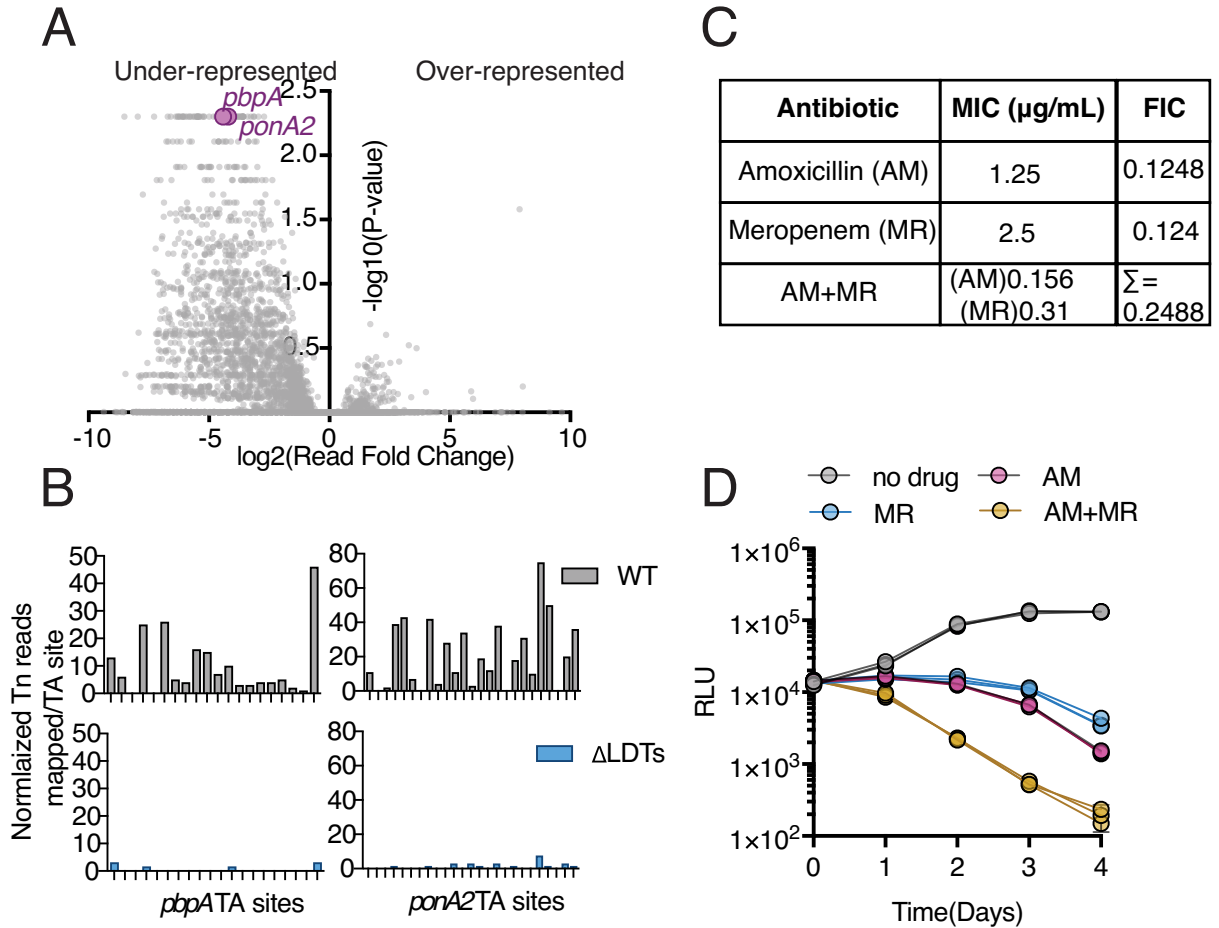 A
Under-represented
Over-represented
pbpA
ponA2
2.5
2.0
1.5
1.0
0.5
-log10(P-value)
-10
-5
0
5
10
log2(Read Fold Change)
C
Antibiotic
MIC (µg/mL)
FIC
Amoxicillin (AM)
1.25
0.1248
Meropenem (MR)
2.5
0.124
AM+MR
(AM)0.156
(MR)0.31
∑=
0.2488
B
Normlaized Tn reads
mapped/TA site
50
40
30
20
10
0
80
60
40
20
0
WT
50
40
30
20
10
0
80
60
40
20
0
ΔLDTs
pbpATA sites
ponA2TA sites
D
no drug
AM
MR
AM+MR
1×10⁶
1×10⁵
1×10⁴
1×10³
1×10²
RLU
0
1
2
3
4
Time(Days)